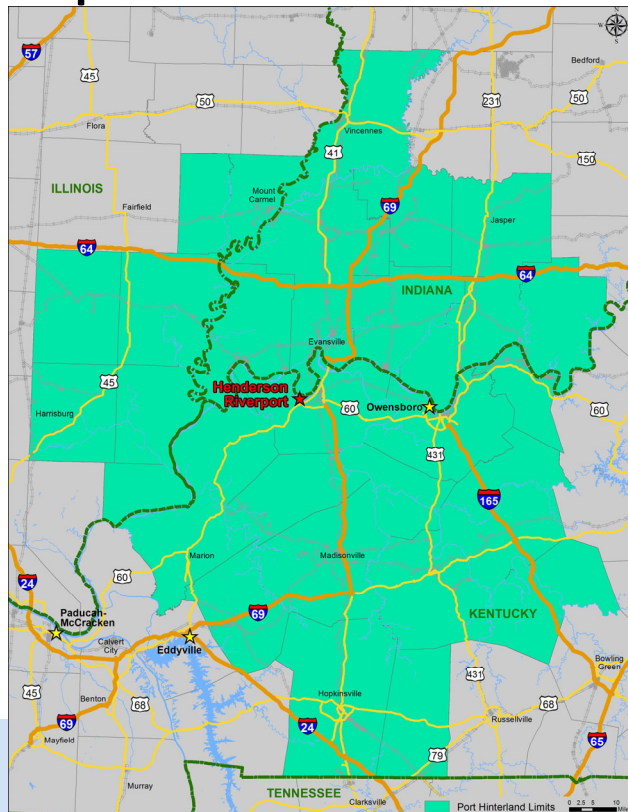 57
45
Flora
50
Vincennes
41
231
Bedford
50
150
ILLINOIS
Fairfield
Mount
Carmel
69
Jasper
64
64
INDIANA
Evansville
45
Harrisburg
Henderson
Riverport
60
Owensboro
60
431
165
Marion
Madisonville
24
60
Paducah-
McCracken
Calvert
City
Eddyville
69
KENTUCKY
Bowling
Green
45
Benton
68
69
Mayfield
Murray
Hopkinsville
24
431
68
Russellville
65
79
TENNESSEE
Clarksville
Port Hinterland Limits
0 2.5 5 10